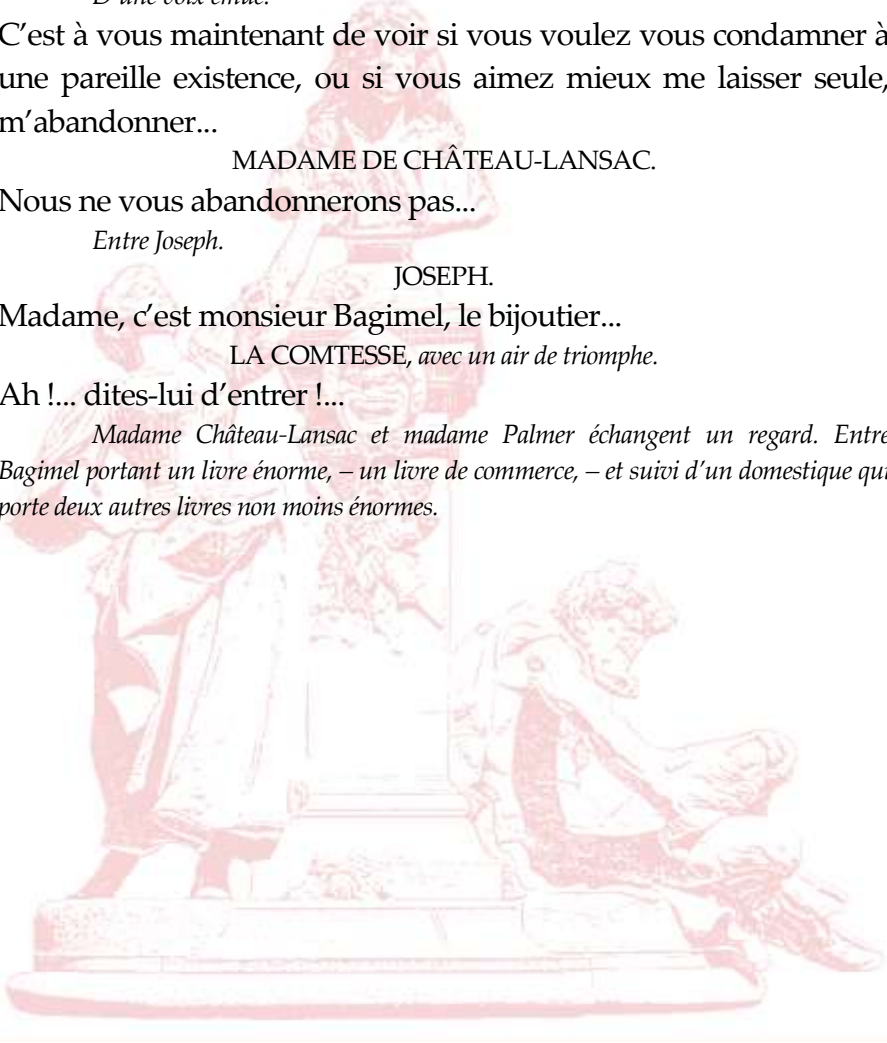 D'une voix émue.
C'est à vous maintenant de voir si vous voulez vous condamner à
une pareille existence, ou si vous aimez mieux me laisser seule,
m'abandonner...
MADAME DE CHÂTEAU-LANSAC.
Nous ne vous abandonnerons pas...
Entre Joseph.
JOSEPH.
Madame, c'est monsieur Bagimel, le bijoutier...
LA COMTESSE, avec un air de triomphe.
Ah !... dites-lui d'entrer !...
Madame Château-Lansac et madame Palmer échangent un regard. Entre
Bagimel portant un livre énorme, – un livre de commerce, – et suivi d'un domestique qui
porte deux autres livres non moins énormes.